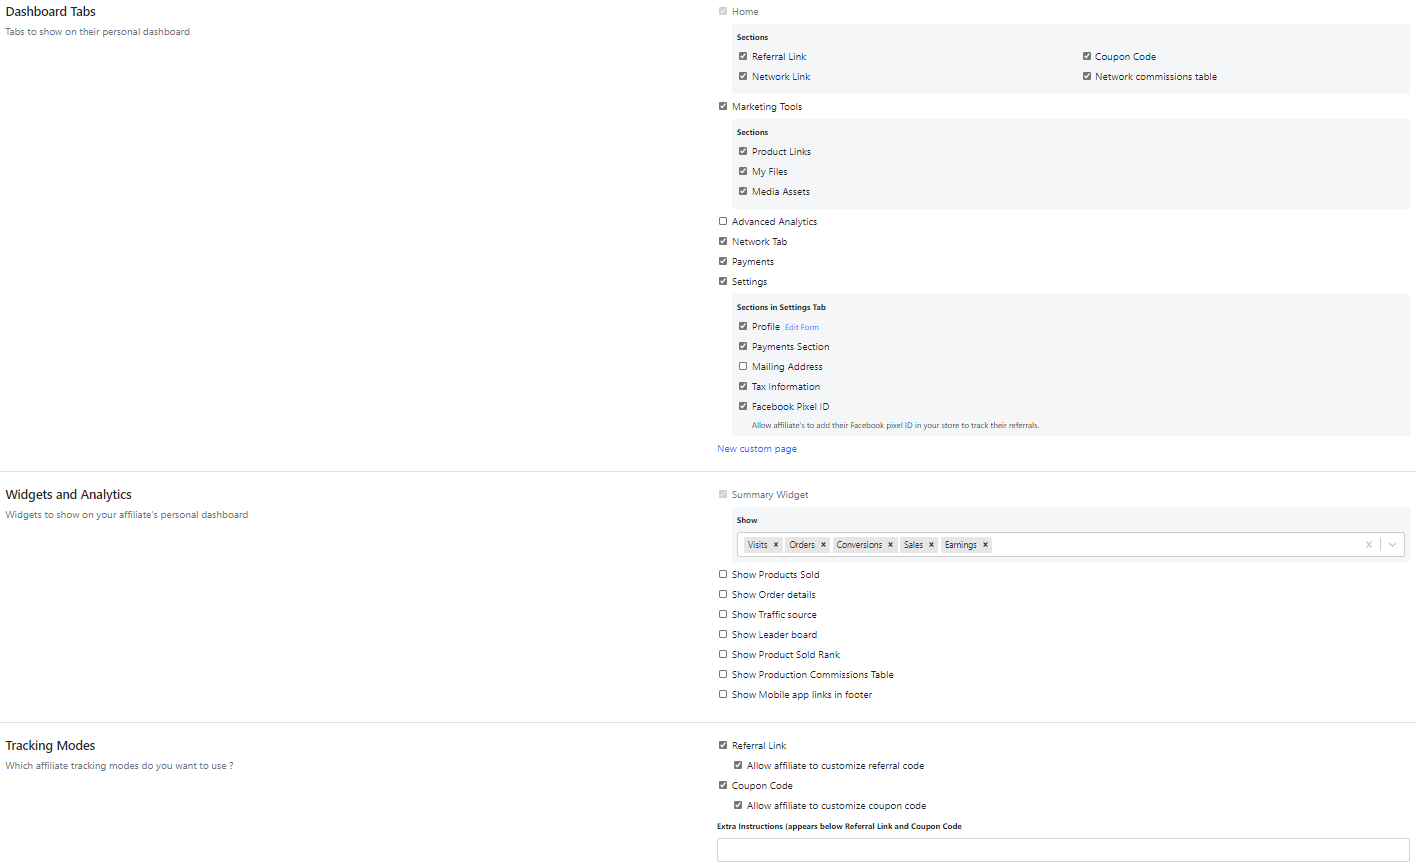 Dashboard Tabs
Tabs to show on their personal dashboard
Home
Sections
Referral Link
Coupon Code
Network Link
Network commissions table
Marketing Tools
Sections
Product Links
My Files
Media Assets
Advanced Analytics
Network Tab
Payments
Settings
Sections in Settings Tab
Profile Edit Form
Payments Section
Mailing Address
Tax Information
Facebook Pixel ID
Allow affiliate's to add their Facebook pixel ID in your store to track their referrals.
New custom page
Widgets and Analytics
Widgets to show on your affiliate's personal dashboard
Summary Widget
Show
Visits × Orders × Conversions × Sales × Earnings ×
Show Products Sold
Show Order details
Show Traffic source
Show Leader board
Show Product Sold Rank
Show Production Commissions Table
Show Mobile app links in footer
Tracking Modes
Which affiliate tracking modes do you want to use ?
Referral Link
Allow affiliate to customize referral code
Coupon Code
Allow affiliate to customize coupon code
Extra Instructions (appears below Referral Link and Coupon Code